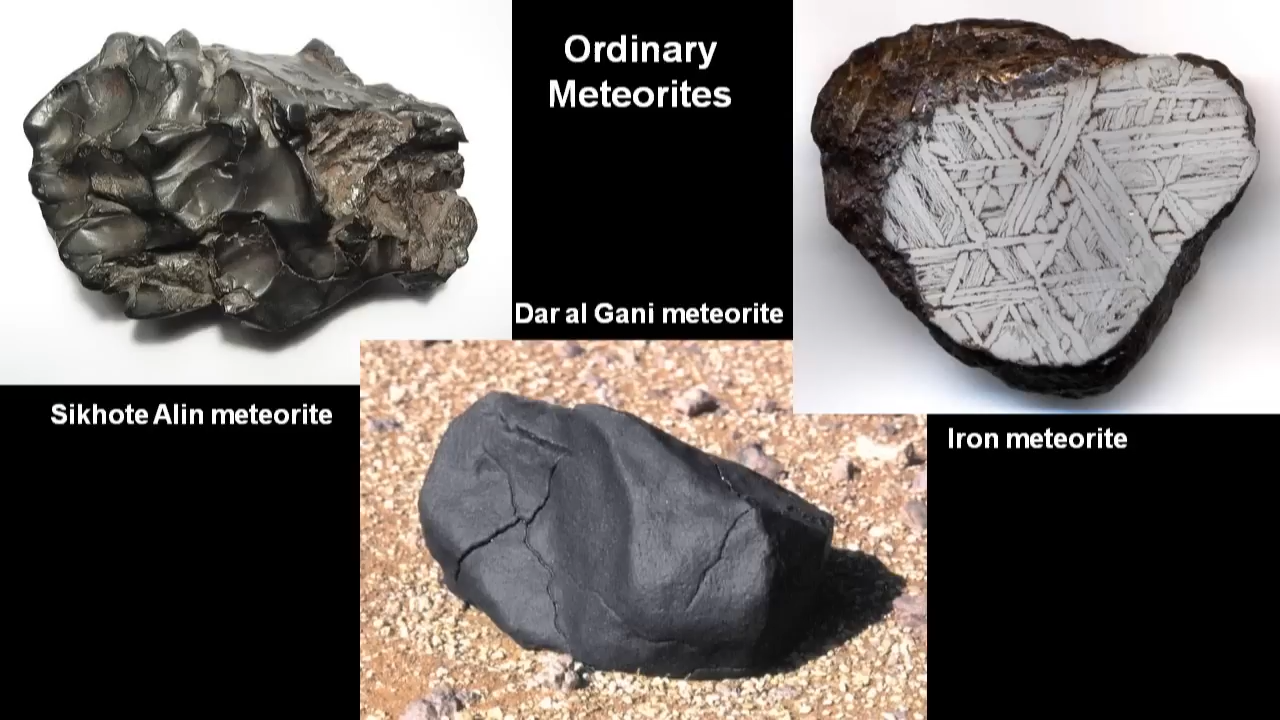 Ordinary
Meteorites
Dar al Gani meteorite
Sikhote Alin meteorite
Iron meteorite